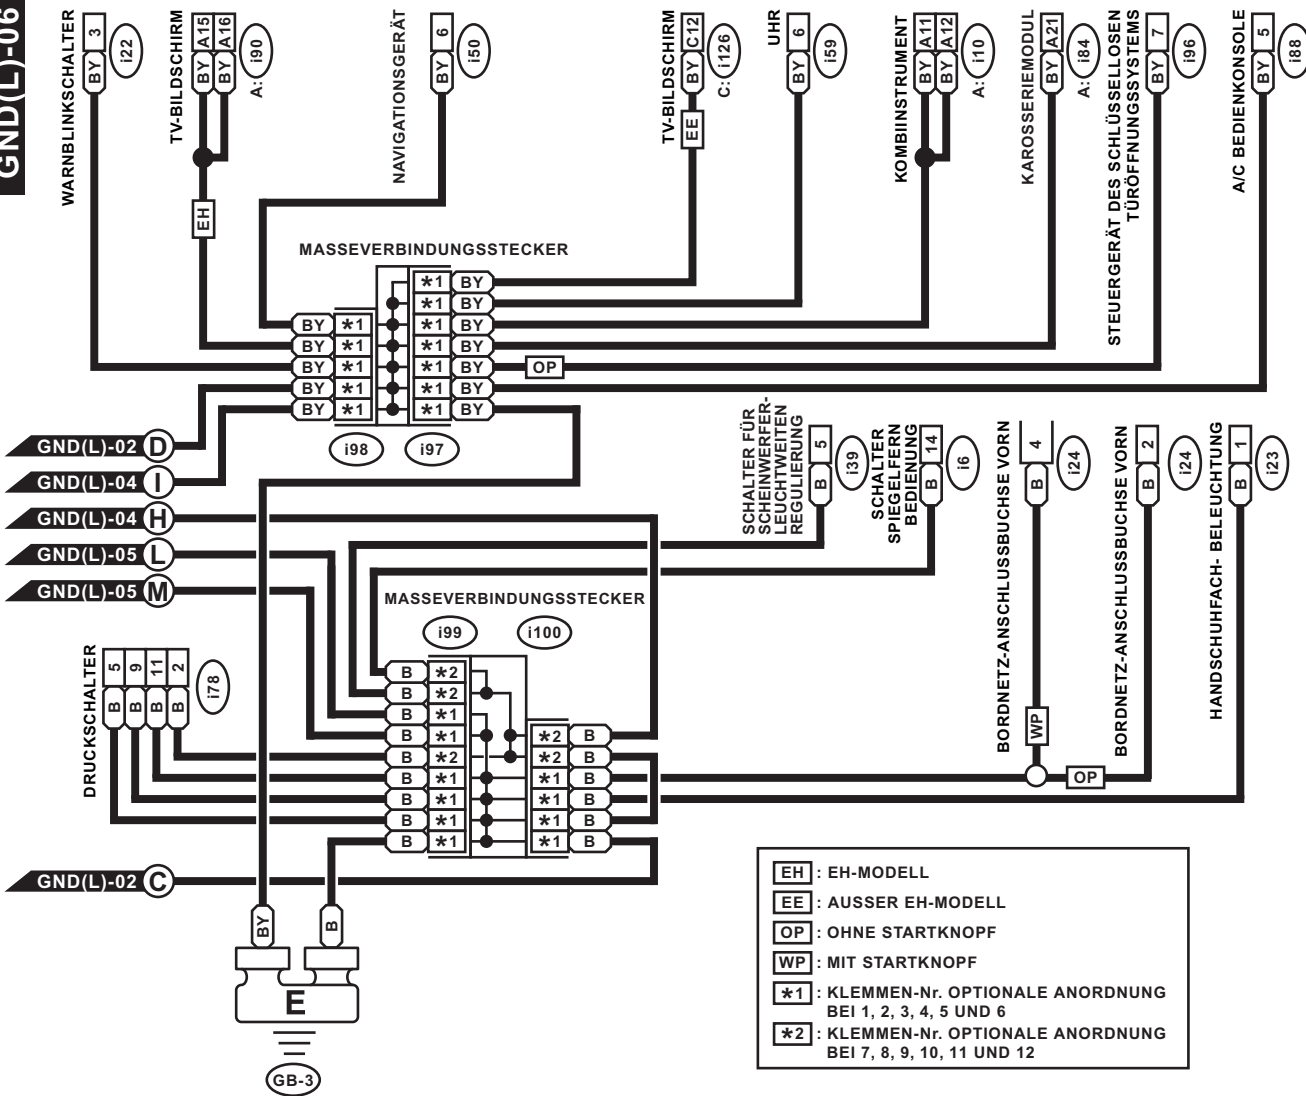 GND(L)-06
WARNBLINKSCHALTER
3
BY
i22
TV-BILDSCHIRM
A15
A16
BY
BY
A: i90
NAVIGATIONSGERÄT
6
BY
i50
TV-BILDSCHIRM
C12
BY
C: i126
UHR
6
BY
i59
KOMBIINSTRUMENT
A11
A12
BY
BY
A: i10
KAROSSERIEMODUL
A21
BY
A: i84
STEUERGERÄT DES SCHLÜSSELLOSEN
TÜRÖFFNUNGSSYSTEMS
7
BY
i96
A/C BEDIENKONSOLE
5
BY
i88
EH
EE
MASSEVERBINDUNGSSTECKER
*1 BY
*1 BY
BY *1 *1 BY
BY *1 *1 BY
BY *1 *1 BY OP
BY *1 *1 BY
BY *1 *1 BY
i98 i97
GND(L)-02 D
GND(L)-04 I
GND(L)-04 H
GND(L)-05 L
GND(L)-05 M
SCHALTER FÜR
SCHEINWERFER-
LEUCHTWEITEN
REGULIERUNG
5
B
i39
SCHALTER
SPIEGELFERN
BEDIENUNG
14
B
i6
BORDNETZ-ANSCHLUSSBUCHSE VORN
4
B
i24
BORDNETZ-ANSCHLUSSBUCHSE VORN
2
B
i24
HANDSCHUHFACH- BELEUCHTUNG
1
B
i23
MASSEVERBINDUNGSSTECKER
i99 i100
DRUCKSCHALTER
5
9
11
2
B
B
B
B
i78
B *2
B *2
B *1
B *1 *2 B
B *2 *2 B
B *1 *1 B
B *1 *1 B
B *1 *1 B
B *1 *1 B
WP
OP
GND(L)-02 C
BY
B
E
GB-3
EH : EH-MODELL
EE : AUSSER EH-MODELL
OP : OHNE STARTKNOPF
WP : MIT STARTKNOPF
*1 : KLEMMEN-Nr. OPTIONALE ANORDNUNG
BEI 1, 2, 3, 4, 5 UND 6
*2 : KLEMMEN-Nr. OPTIONALE ANORDNUNG
BEI 7, 8, 9, 10, 11 UND 12